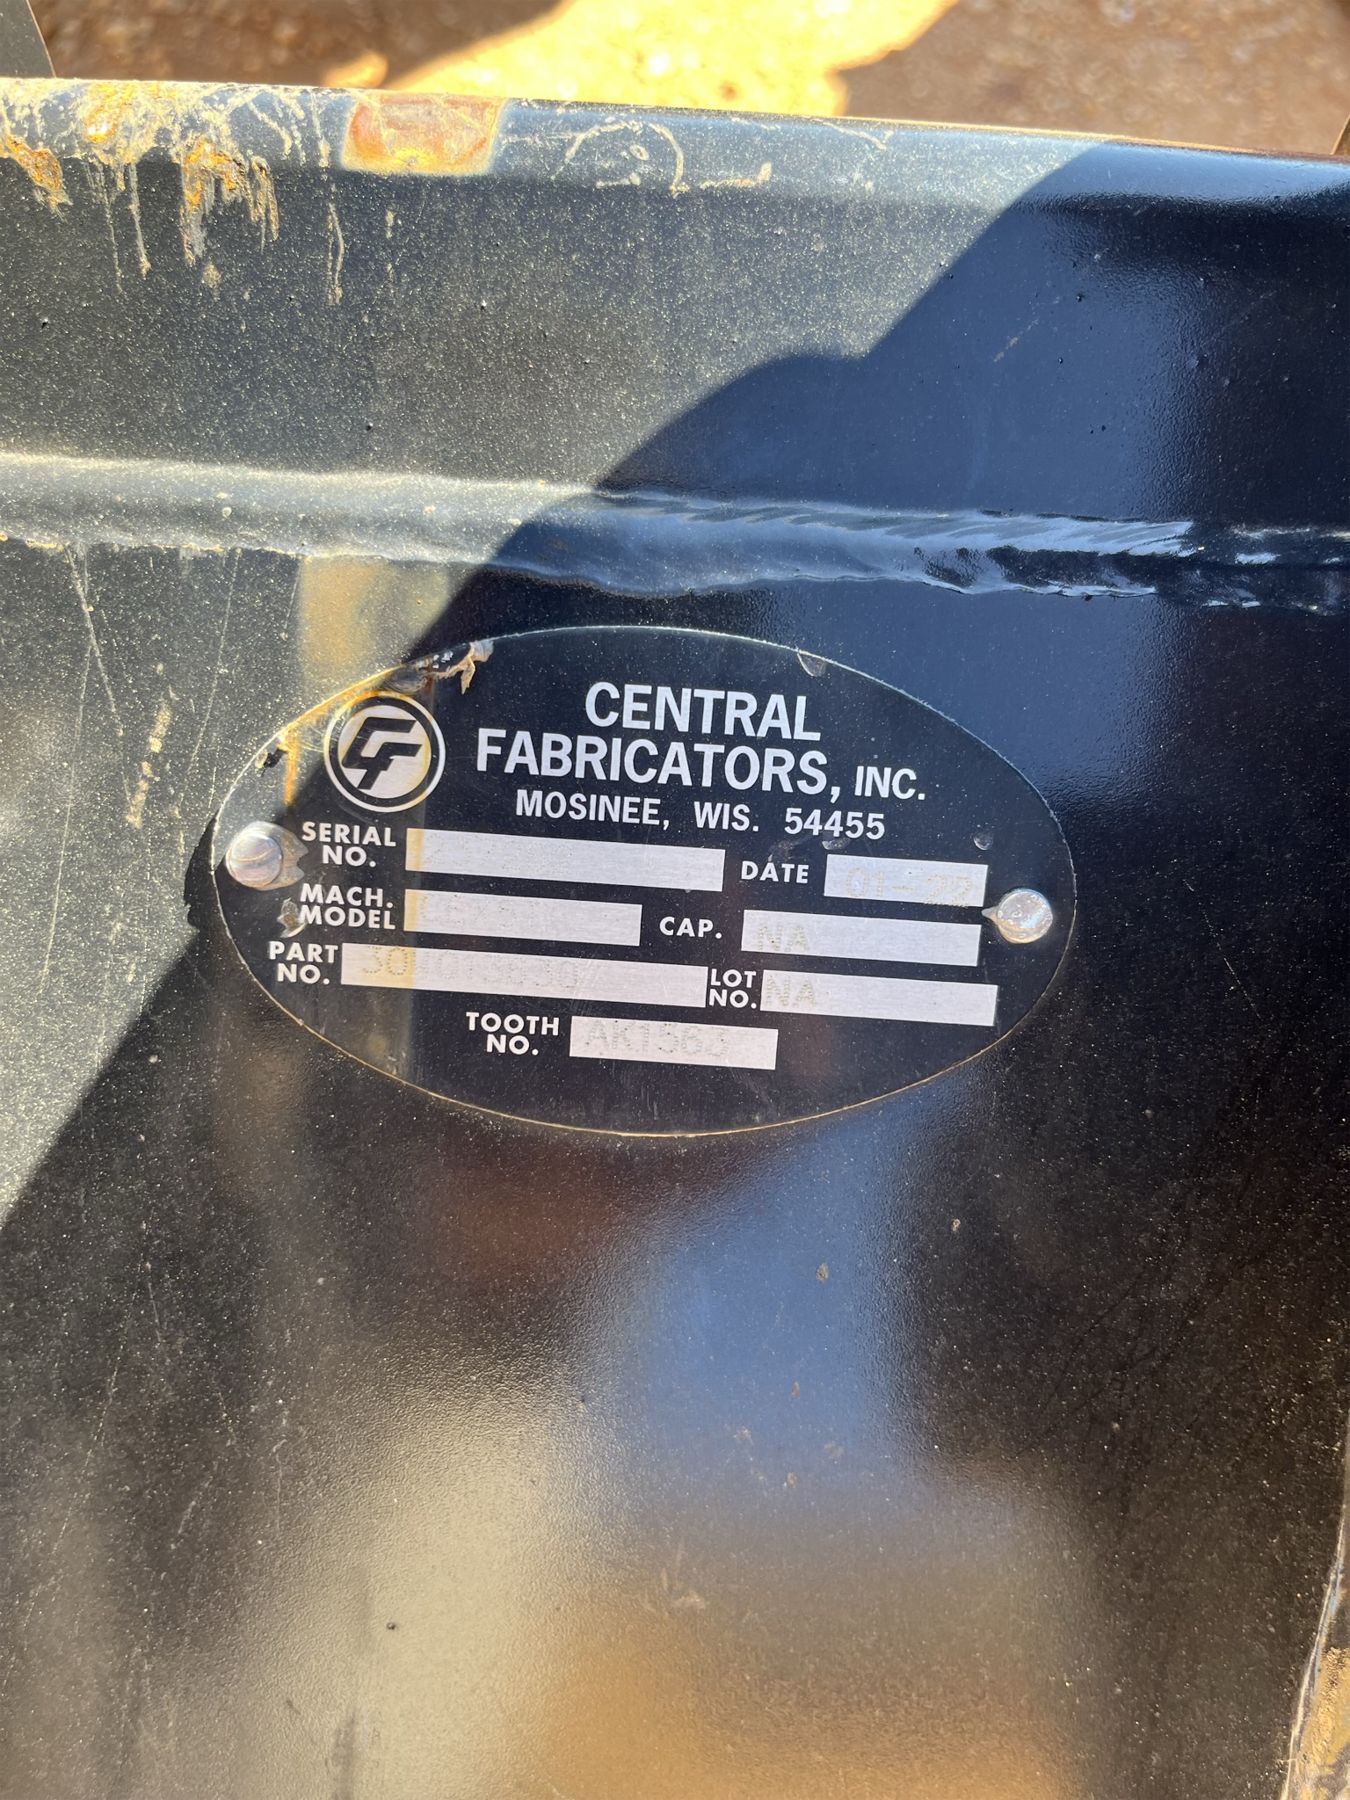 CENTRAL
FABRICATORS, INC.
MOSINEE, WIS. 54455
SERIAL NO.
DATE 01-22
MACH. MODEL
CAP. NA
PART NO.
LOT NO. NA
TOOTH NO. AK1563